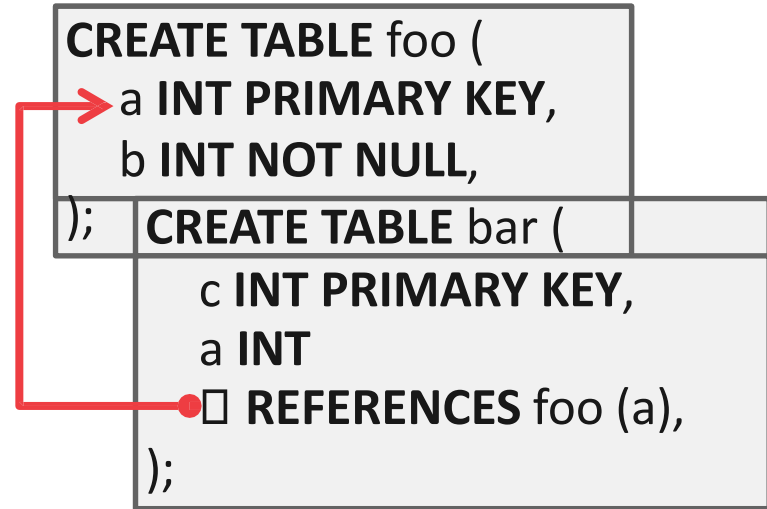 CREATE TABLE foo (
a INT PRIMARY KEY,
b INT NOT NULL,
);
CREATE TABLE bar (
c INT PRIMARY KEY,
a INT
▯ REFERENCES foo (a),
);